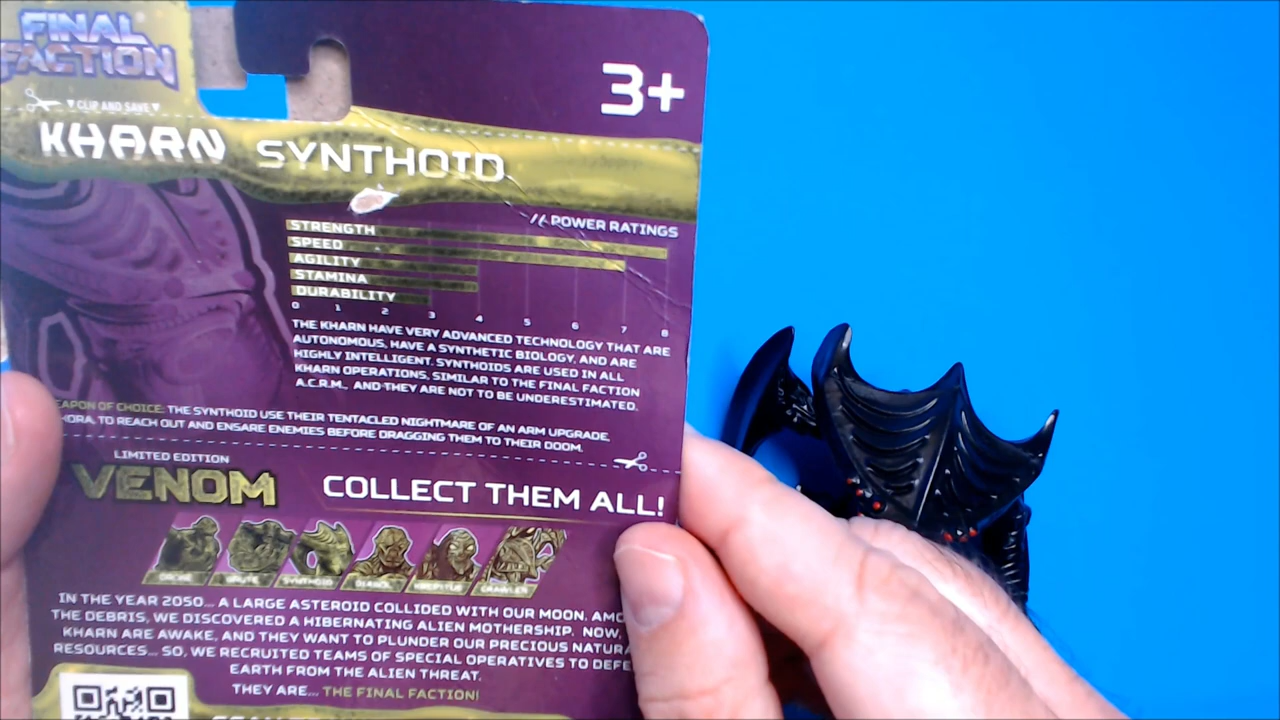 FINAL
FACTION
CLIP AND SAVE
3+
KHARN SYNTHOID
// POWER RATINGS
STRENGTH
SPEED
AGILITY
STAMINA
DURABILITY
0 1 2 3 4 5 6 7 8
THE KHARN HAVE VERY ADVANCED TECHNOLOGY THAT ARE
AUTONOMOUS, HAVE A SYNTHETIC BIOLOGY, AND ARE
HIGHLY INTELLIGENT. SYNTHOIDS ARE USED IN ALL
KHARN OPERATIONS, SIMILAR TO THE FINAL FACTION
A.C.R.M., AND THEY ARE NOT TO BE UNDERESTIMATED.
EAPON OF CHOICE: THE SYNTHOID USE THEIR TENTACLED NIGHTMARE OF AN ARM UPGRADE,
HORA, TO REACH OUT AND ENSARE ENEMIES BEFORE DRAGGING THEM TO THEIR DOOM.
LIMITED EDITION
VENOM
COLLECT THEM ALL!
DRONE BRUTE SYNTHOID KREPITUS CRAWLER
IN THE YEAR 2050... A LARGE ASTEROID COLLIDED WITH OUR MOON. AMO
THE DEBRIS, WE DISCOVERED A HIBERNATING ALIEN MOTHERSHIP. NOW,
KHARN ARE AWAKE, AND THEY WANT TO PLUNDER OUR PRECIOUS NATURA
RESOURCES... SO, WE RECRUITED TEAMS OF SPECIAL OPERATIVES TO DEFE
EARTH FROM THE ALIEN THREAT.
THEY ARE... THE FINAL FACTION!